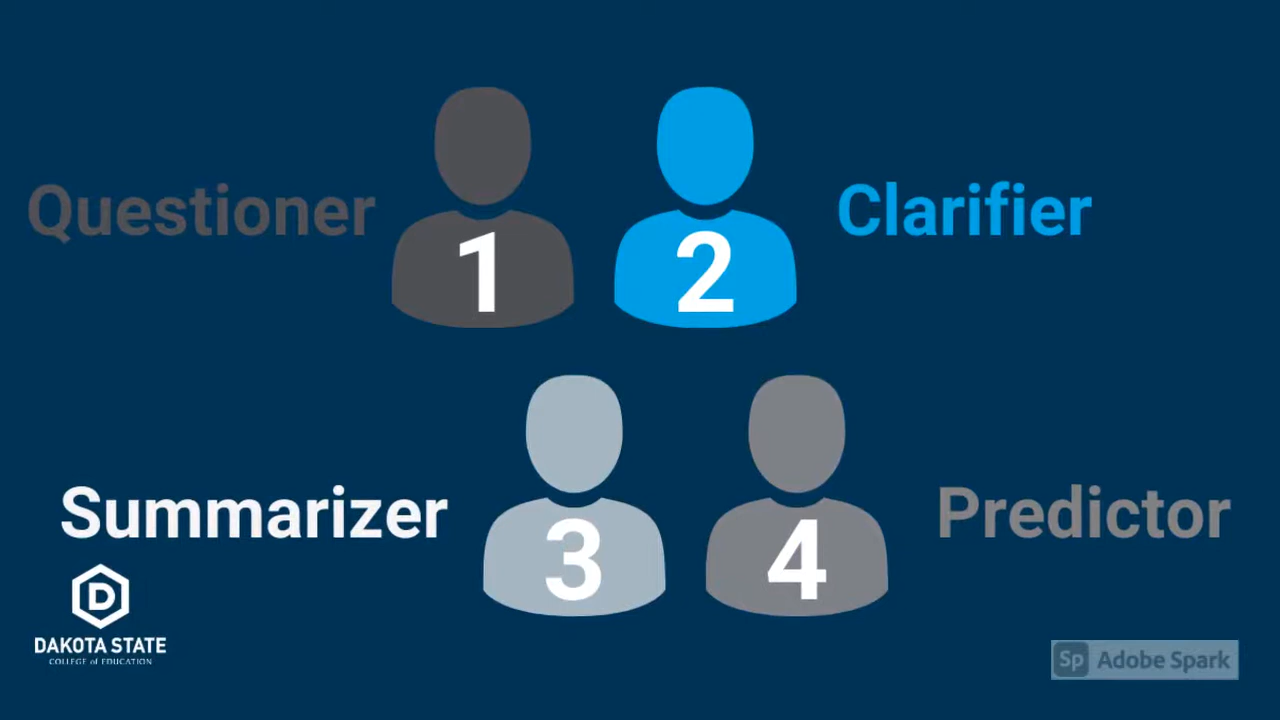 Questioner
1
2
Clarifier
Summarizer
3
4
Predictor
D
DAKOTA STATE
COLLEGE of EDUCATION
Sp Adobe Spark